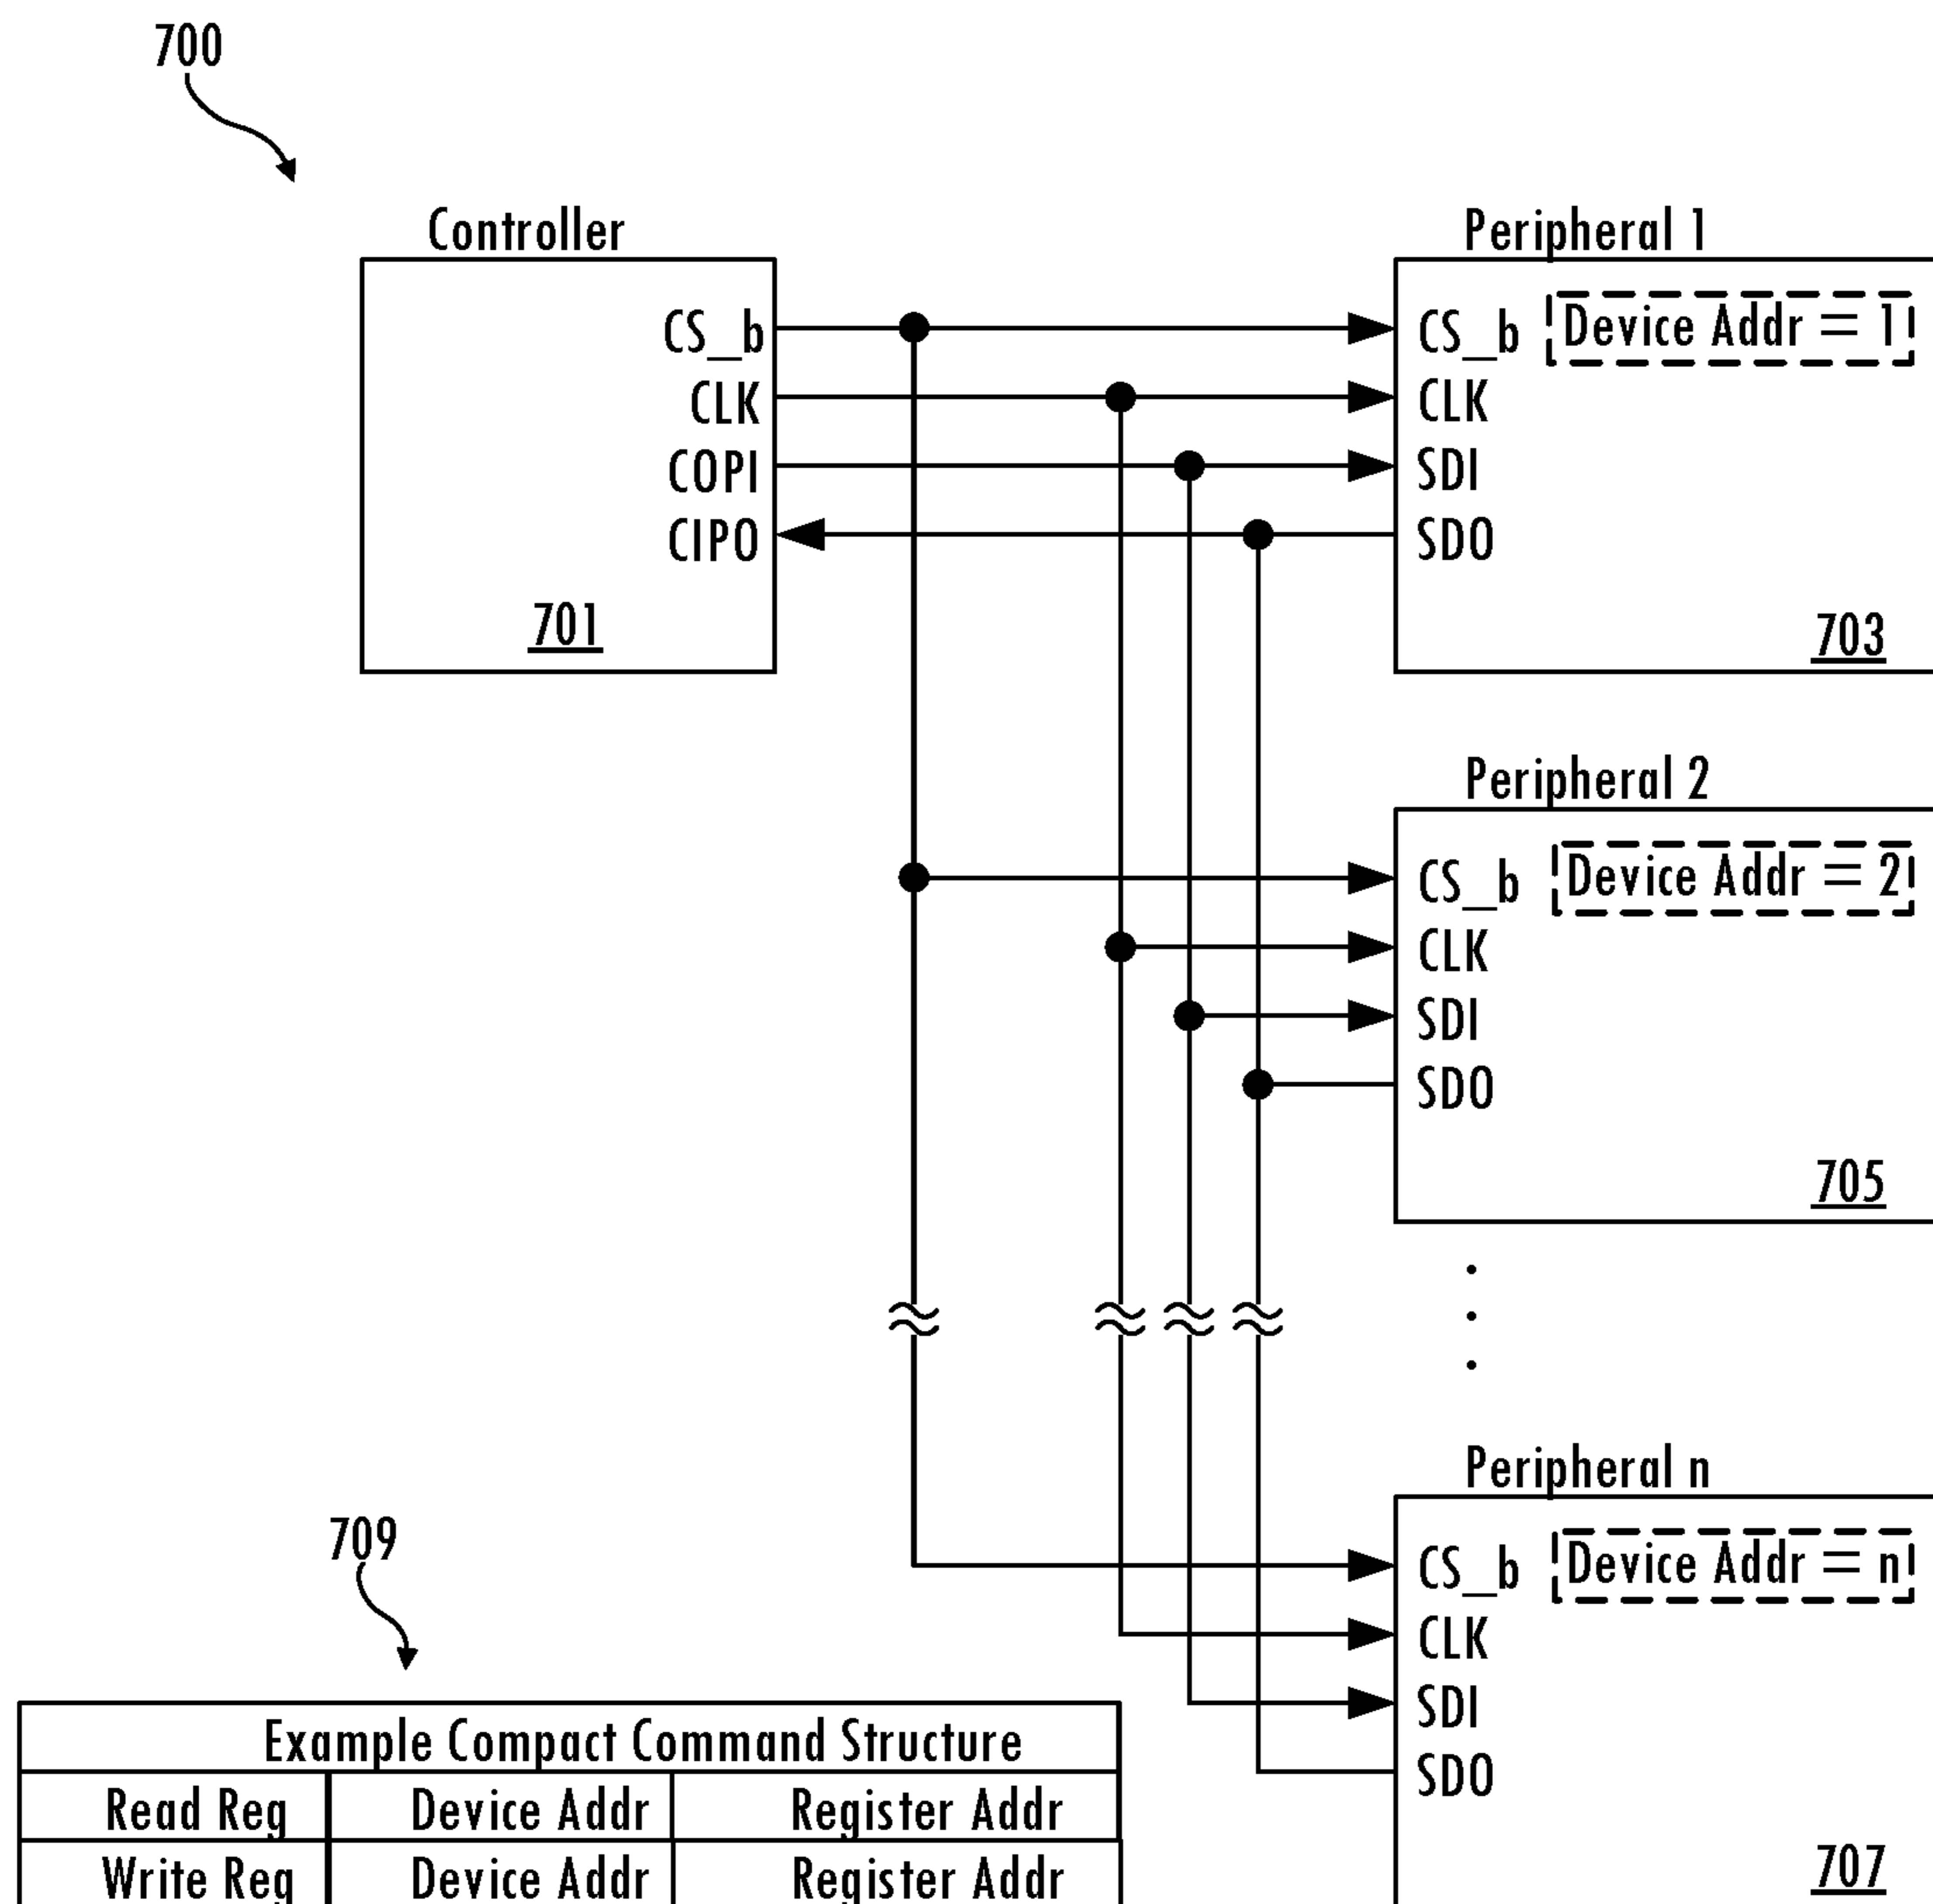 700
Controller
CS_b
CLK
COPI
CIPO
701
Peripheral 1
CS_b Device Addr = 1
CLK
SDI
SDO
703
Peripheral 2
CS_b Device Addr = 2
CLK
SDI
SDO
705
Peripheral n
CS_b Device Addr = n
CLK
SDI
SDO
707
709
Example Compact Command Structure
Read Reg Device Addr Register Addr
Write Reg Device Addr Register Addr